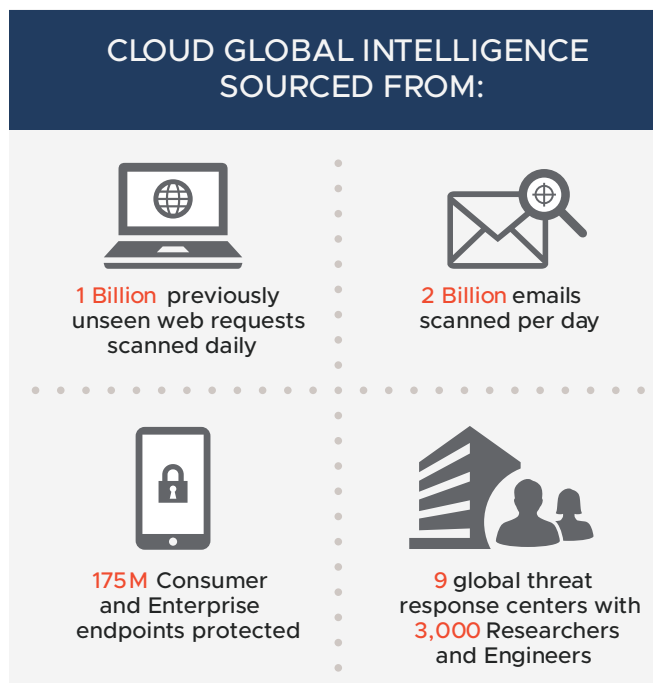 CLOUD GLOBAL INTELLIGENCE
SOURCED FROM:
1 Billion previously
unseen web requests
scanned daily
2 Billion emails
scanned per day
175M Consumer
and Enterprise
endpoints protected
9 global threat
response centers with
3,000 Researchers
and Engineers